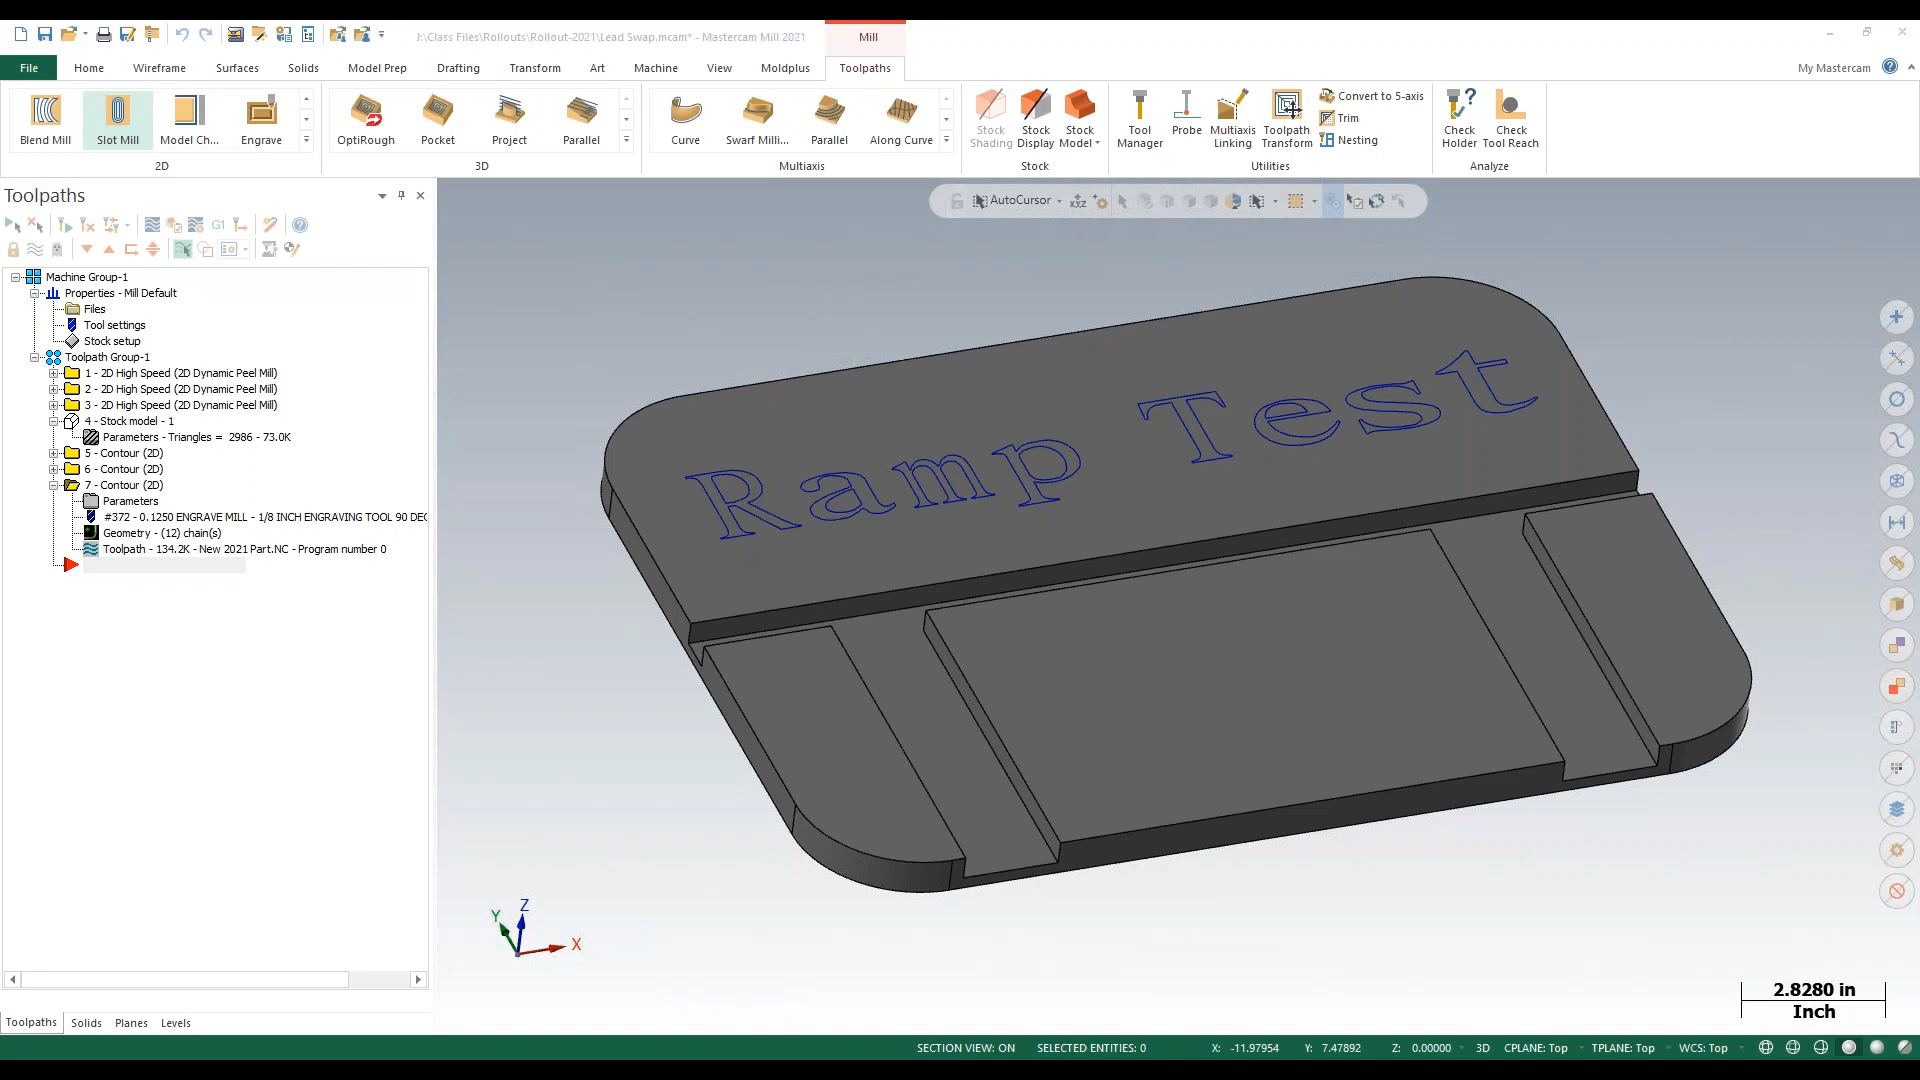 J:\Class Files\Rollouts\Rollout-2021\Lead Swap.mcam* - Mastercam Mill 2021
Mill
File Home Wireframe Surfaces Solids Model Prep Drafting Transform Art Machine View Moldplus Toolpaths My Mastercam
Blend Mill Slot Mill Model Ch... Engrave OptiRough Pocket Project Parallel Curve Swarf Milli... Parallel Along Curve
Stock Shading Stock Display Stock Model Tool Manager Probe Multiaxis Linking Toolpath Transform
Convert to 5-axis
Trim
Nesting
Check Holder Check Tool Reach
2D 3D Multiaxis Stock Utilities Analyze
Toolpaths
AutoCursor
G1
Machine Group-1
Properties - Mill Default
Files
Tool settings
Stock setup
Toolpath Group-1
1 - 2D High Speed (2D Dynamic Peel Mill)
2 - 2D High Speed (2D Dynamic Peel Mill)
3 - 2D High Speed (2D Dynamic Peel Mill)
4 - Stock model - 1
Parameters - Triangles = 2986 - 73.0K
5 - Contour (2D)
6 - Contour (2D)
7 - Contour (2D)
Parameters
#372 - 0.1250 ENGRAVE MILL - 1/8 INCH ENGRAVING TOOL 90 DEG
Geometry - (12) chain(s)
Toolpath - 134.2K - New 2021 Part.NC - Program number 0
Ramp Test
Z
Y
X
2.8280 in
Inch
Toolpaths Solids Planes Levels
SECTION VIEW: ON SELECTED ENTITIES: 0 X: -11.97954 Y: 7.47892 Z: 0.00000 3D CPLANE: Top TPLANE: Top WCS: Top